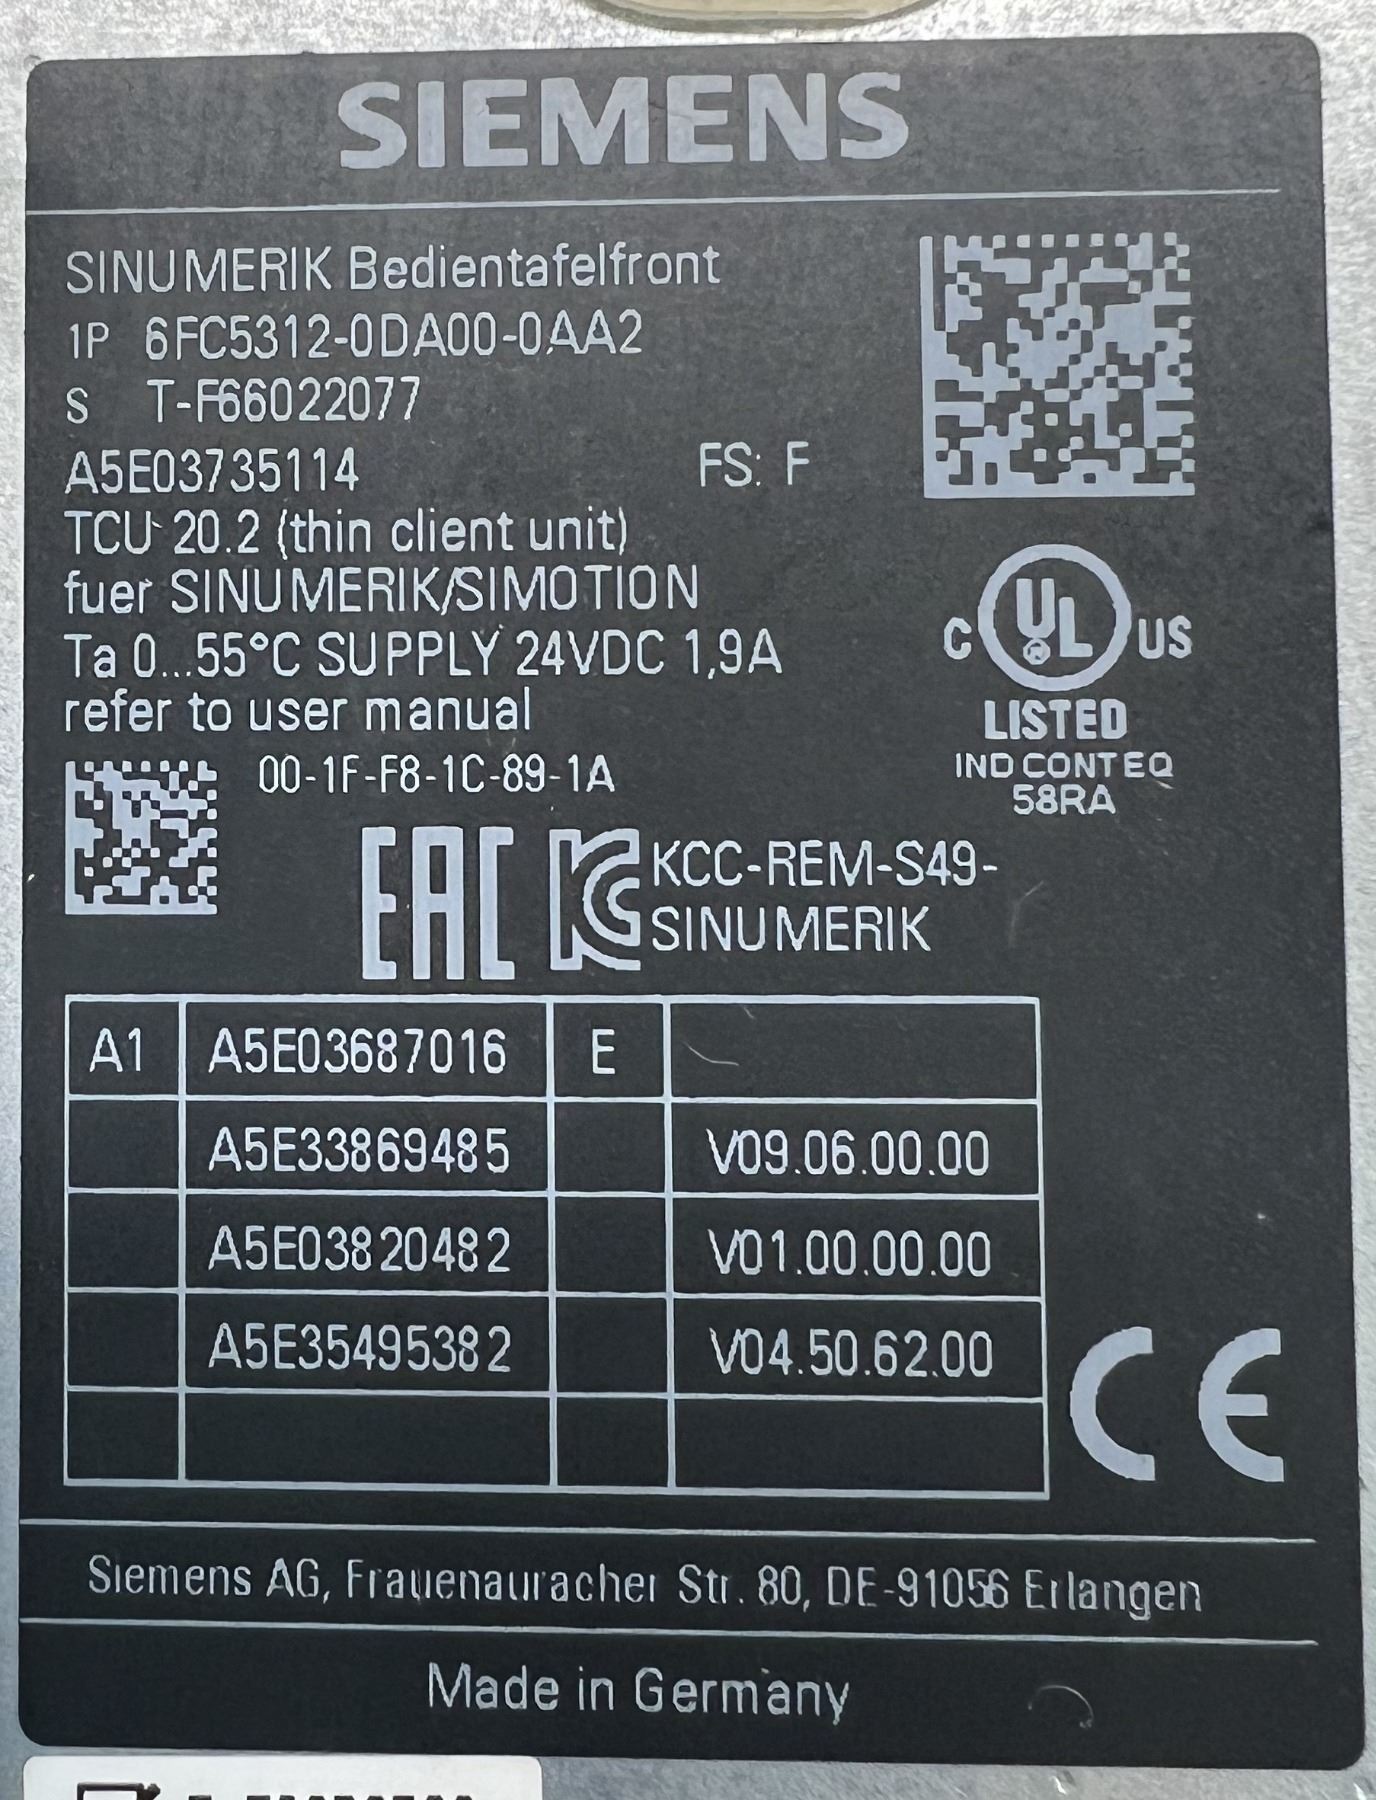 SIEMENS
SINUMERIK Bedientafelfront
1P 6FC5312-0DA00-0AA2
S T-F66022077
A5E03735114 FS: F
TCU 20.2 (thin client unit)
fuer SINUMERIK/SIMOTION
Ta 0...55°C SUPPLY 24VDC 1,9A
refer to user manual
C UL ® US
LISTED
IND CONT EQ
58RA
00-1F-F8-1C-89-1A
EAC KC KCC-REM-S49-
SINUMERIK
A1 A5E03687016 E
A5E33869485 V09.06.00.00
A5E03820482 V01.00.00.00
A5E35495382 V04.50.62.00
CE
Siemens AG, Frauenauracher Str. 80, DE-91056 Erlangen
Made in Germany